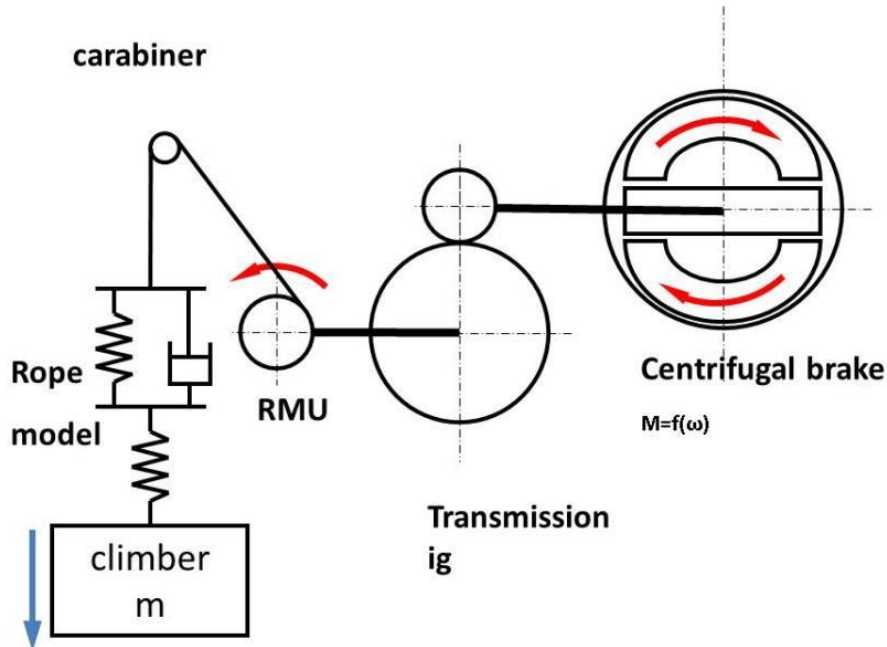 carabiner
Rope
model
RMU
climber
m
Transmission
ig
Centrifugal brake
M=f(ω)